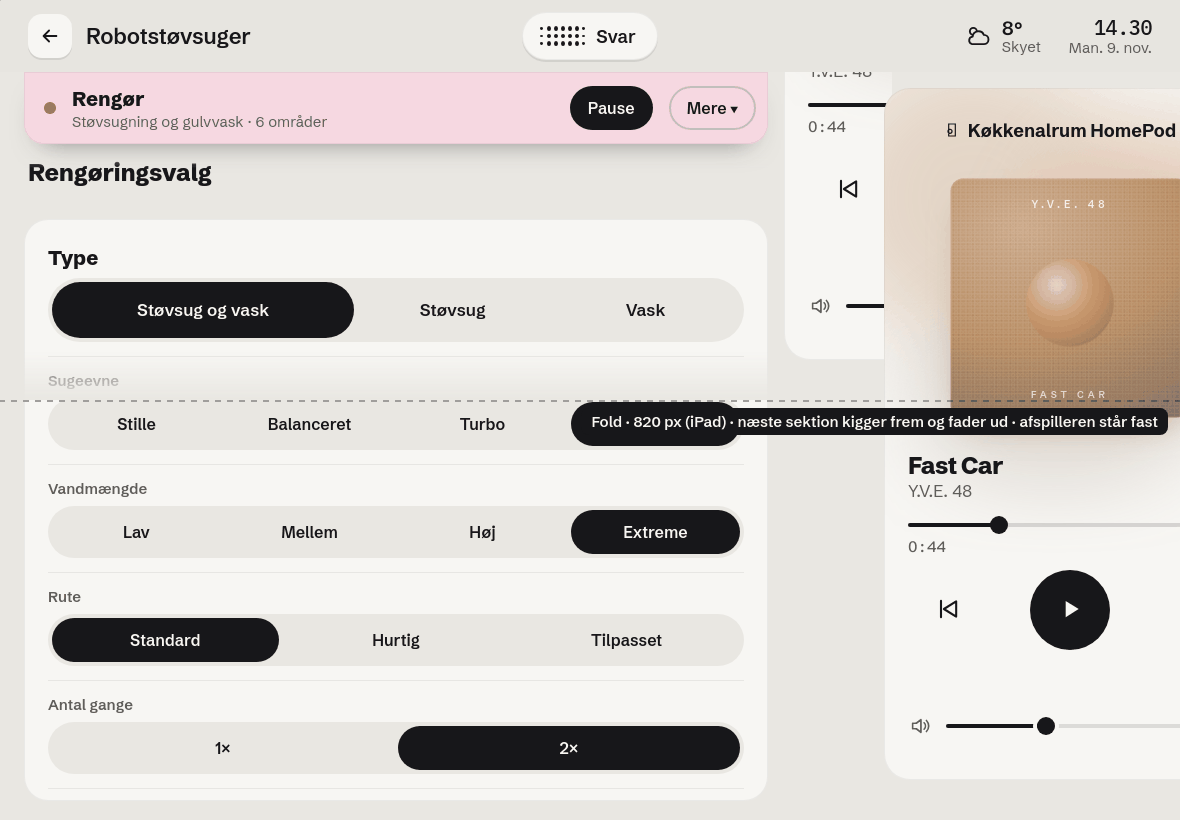 Robotstøvsuger
Svar
8°
Skyet
14.30
Man. 9. nov.
Rengør
Støvsugning og gulvvask · 6 områder
Pause
Mere ▾
Rengøringsvalg
Type
Støvsug og vask
Støvsug
Vask
Sugeevne
Stille
Balanceret
Turbo
Fold · 820 px (iPad) · næste sektion kigger frem og fader ud · afspilleren står fast
Vandmængde
Lav
Mellem
Høj
Extreme
Rute
Standard
Hurtig
Tilpasset
Antal gange
1×
2×
Y.V.E. 48
0:44
Køkkenalrum HomePod
Y.V.E. 48
FAST CAR
Fast Car
Y.V.E. 48
0:44